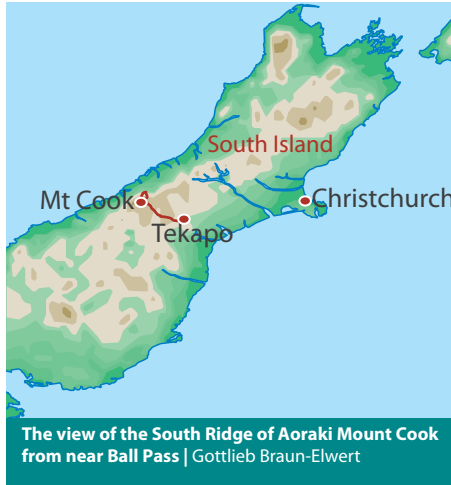 South Island
Mt Cook
Christchurch
Tekapo
The view of the South Ridge of Aoraki Mount Cook
from near Ball Pass | Gottlieb Braun-Elwert